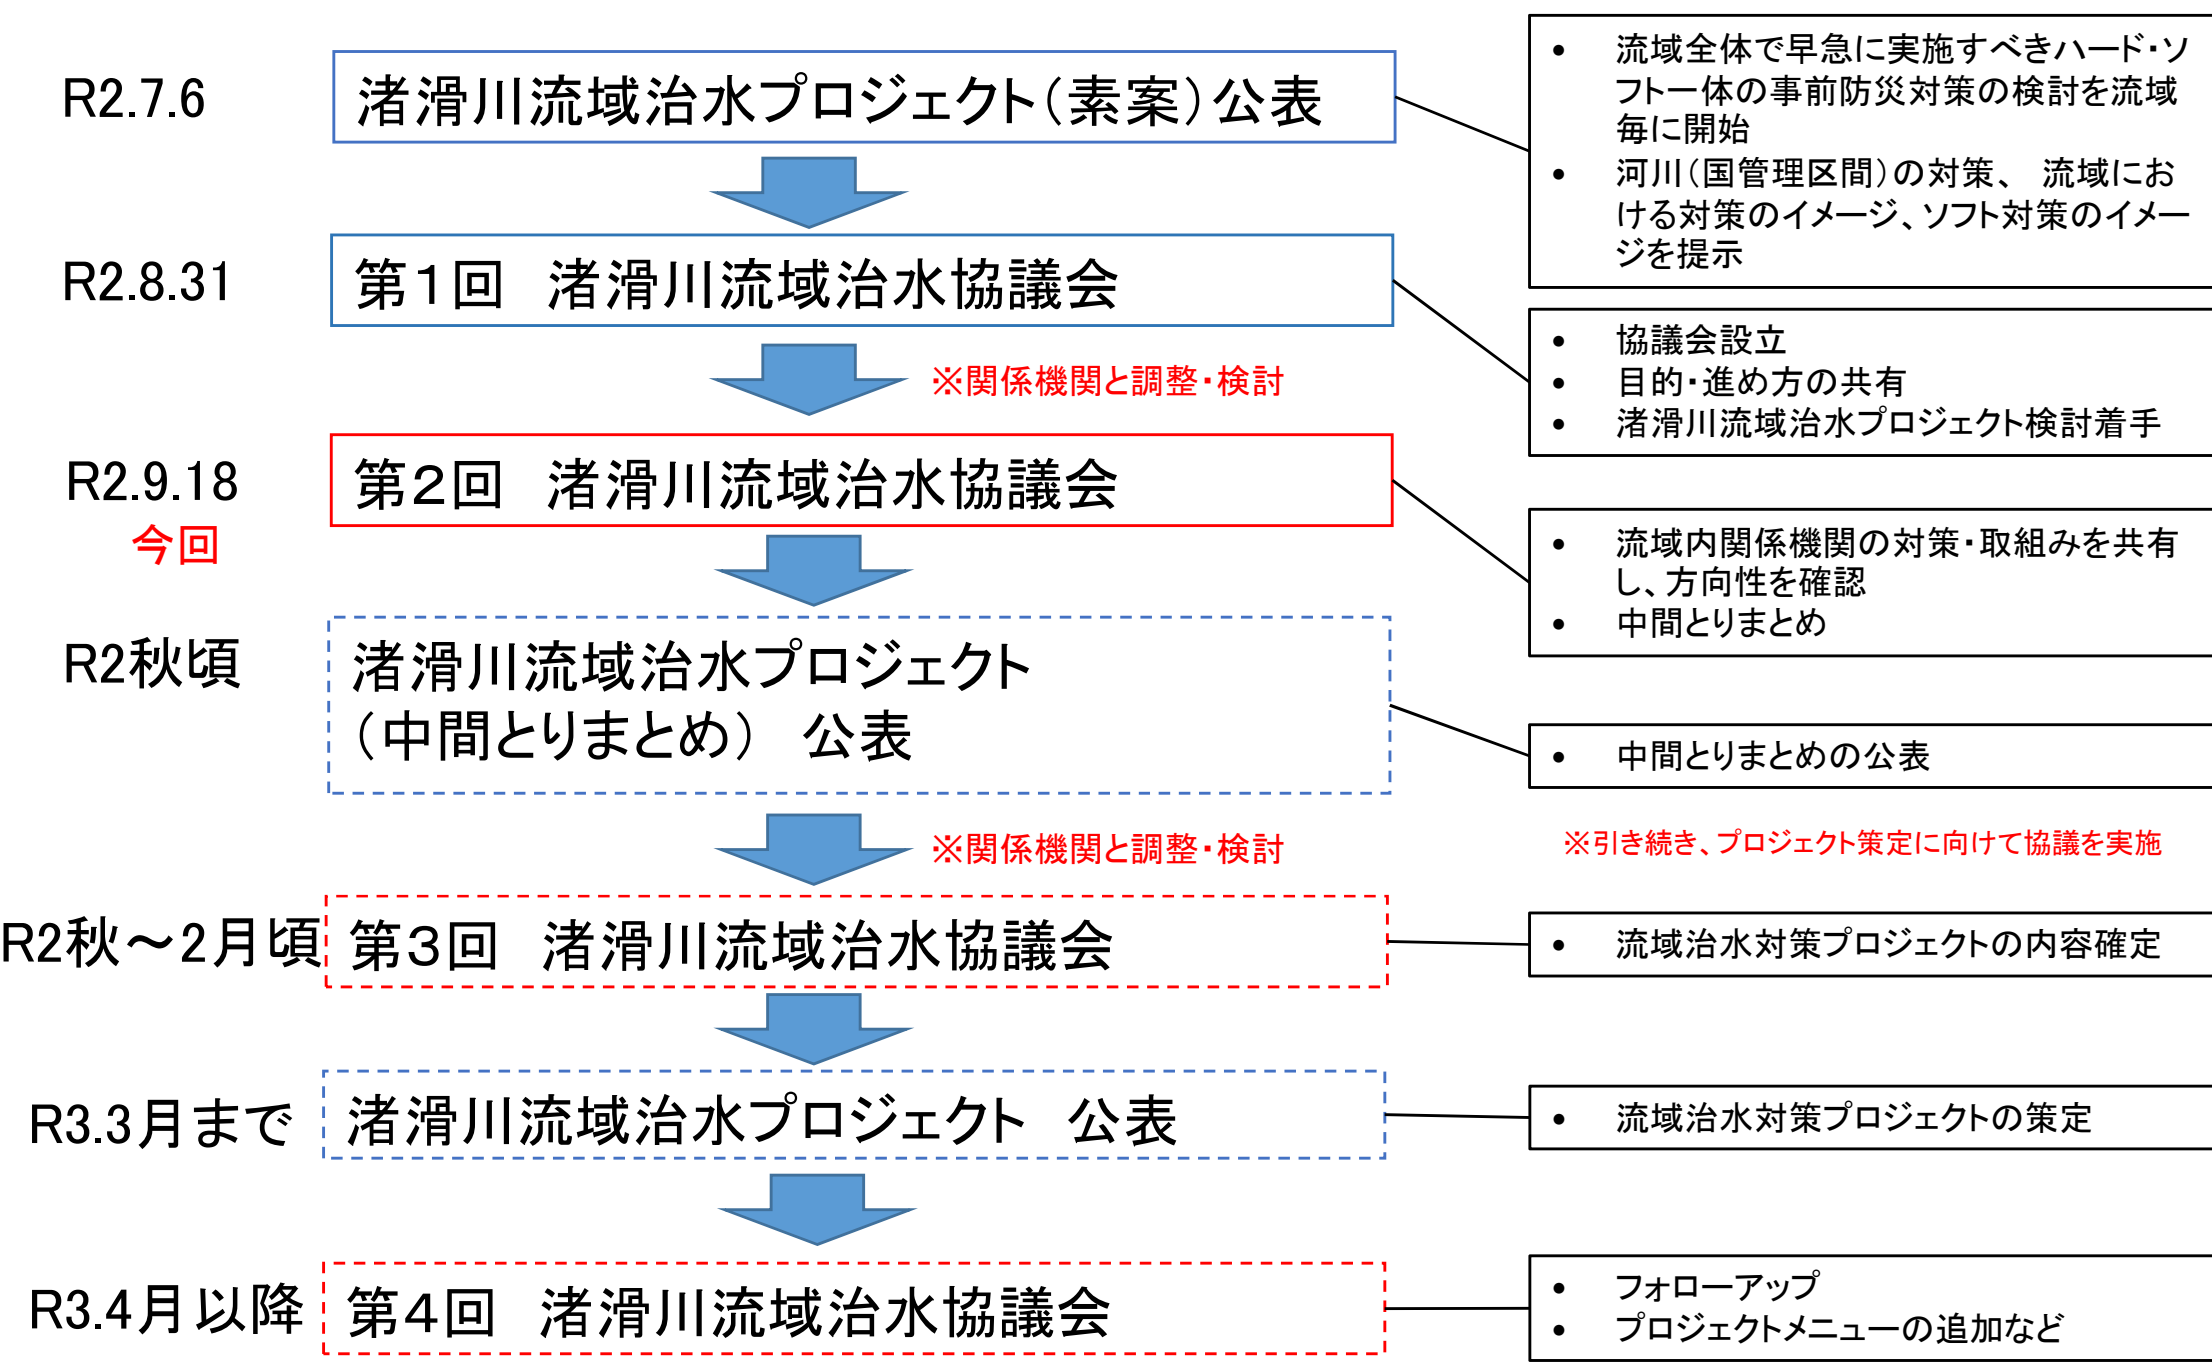 R2.7.6
渚滑川流域治水プロジェクト（素案）公表
• 流域全体で早急に実施すべきハード・ソ
フト一体の事前防災対策の検討を流域
毎に開始
• 河川（国管理区間）の対策、 流域にお
ける対策のイメージ、ソフト対策のイメー
ジを提示
R2.8.31
第１回　渚滑川流域治水協議会
• 協議会設立
• 目的・進め方の共有
• 渚滑川流域治水プロジェクト検討着手
※関係機関と調整・検討
R2.9.18
今回
第２回　渚滑川流域治水協議会
• 流域内関係機関の対策・取組みを共有
し、方向性を確認
• 中間とりまとめ
R2秋頃
渚滑川流域治水プロジェクト
（中間とりまとめ）　公表
• 中間とりまとめの公表
※関係機関と調整・検討
※引き続き、プロジェクト策定に向けて協議を実施
R2秋～2月頃
第３回　渚滑川流域治水協議会
• 流域治水対策プロジェクトの内容確定
R3.3月まで
渚滑川流域治水プロジェクト　公表
• 流域治水対策プロジェクトの策定
R3.4月以降
第４回　渚滑川流域治水協議会
• フォローアップ
• プロジェクトメニューの追加など